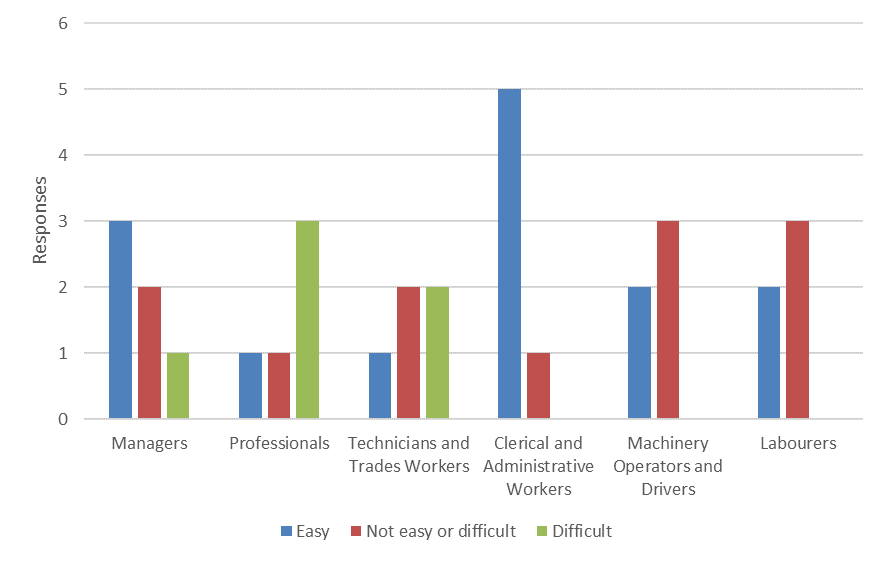 6
5
4
3
2
1
0
Responses
Managers
Professionals
Technicians and
Trades Workers
Clerical and
Administrative
Workers
Machinery
Operators and
Drivers
Labourers
Easy
Not easy or difficult
Difficult